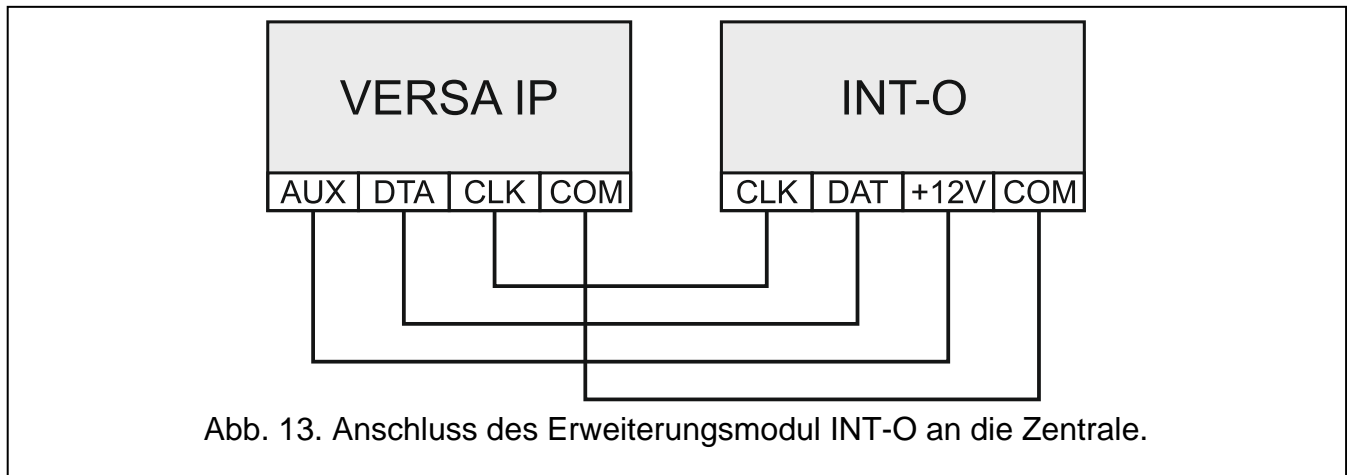 VERSA IP
INT-O
AUX DTA CLK COM
CLK DAT +12V COM
Abb. 13. Anschluss des Erweiterungsmodul INT-O an die Zentrale.